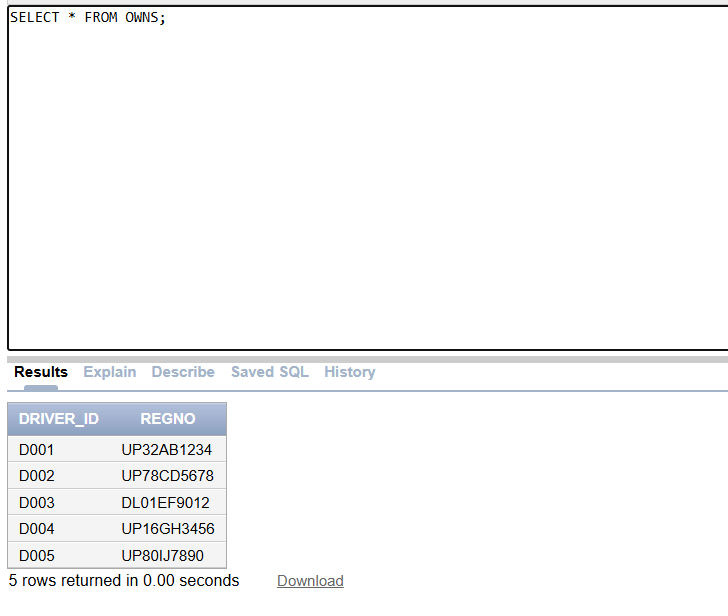 SELECT * FROM OWNS;
Results Explain Describe Saved SQL History
DRIVER_ID REGNO
D001 UP32AB1234
D002 UP78CD5678
D003 DL01EF9012
D004 UP16GH3456
D005 UP80IJ7890
5 rows returned in 0.00 seconds Download